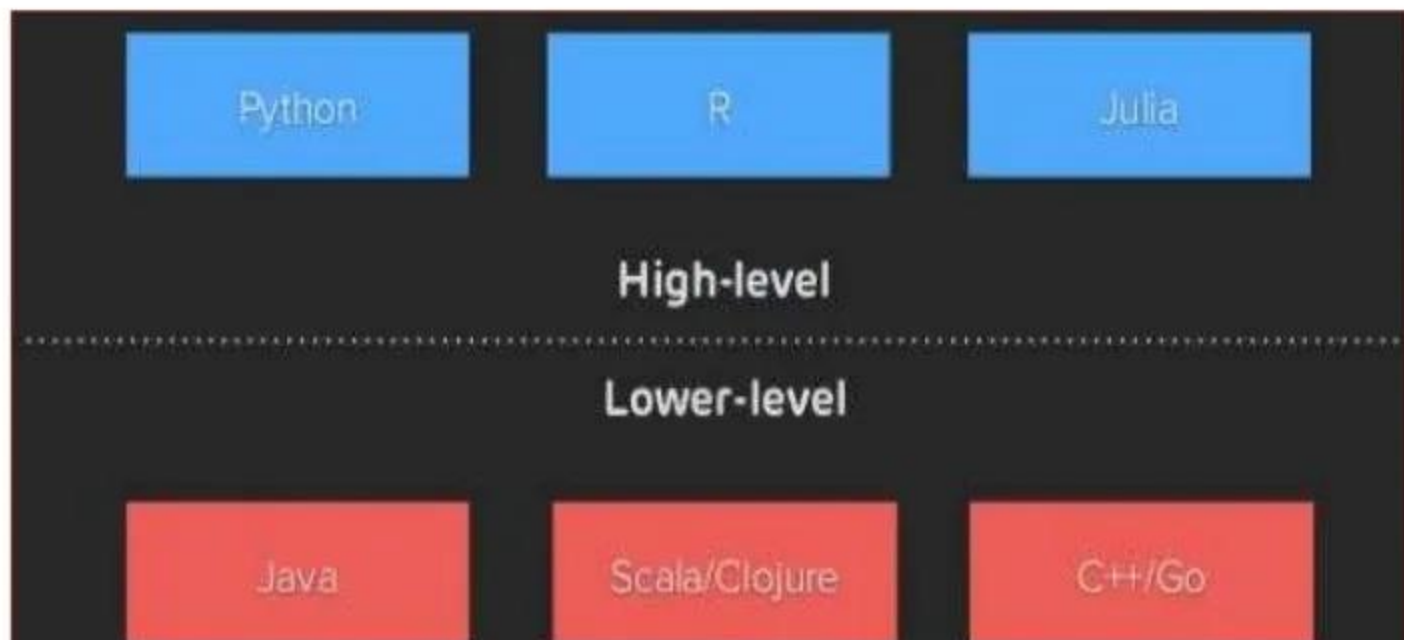 Python
R
Julia
High-level
Lower-level
Java
Scala/Clojure
C++/Go